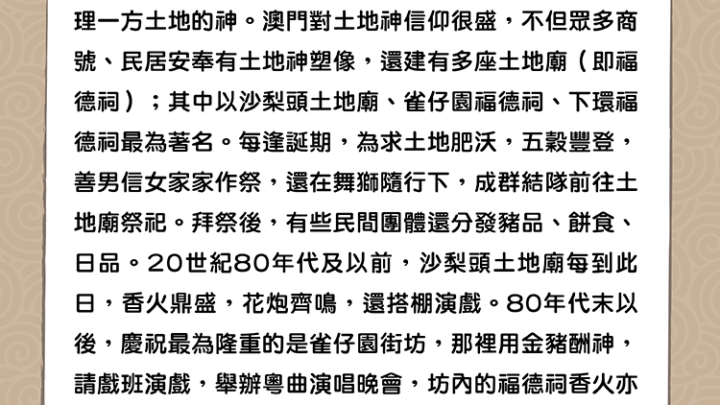 理一方土地的神。澳門對土地神信仰很盛，不但眾多商
號、民居安奉有土地神塑像，還建有多座土地廟（即福
德祠）；其中以沙梨頭土地廟、雀仔園福德祠、下環福
德祠最為著名。每逢誕期，為求土地肥沃，五穀豐登，
善男信女家家作祭，還在舞獅隨行下，成群結隊前往土
地廟祭祀。拜祭後，有些民間團體還分發豬品、餅食、
日品。20世紀80年代及以前，沙梨頭土地廟每到此
日，香火鼎盛，花炮齊鳴，還搭棚演戲。80年代末以
後，慶祝最為隆重的是雀仔園街坊，那裡用金豬酬神，
請戲班演戲，舉辦粵曲演唱晚會，坊內的福德祠香火亦